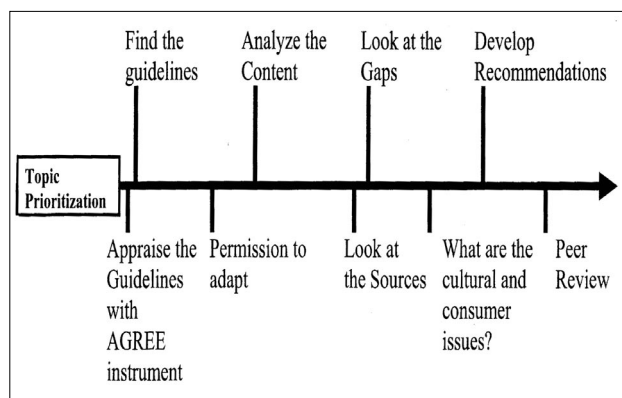 Find the
guidelines
Analyze the
Content
Look at the
Gaps
Develop
Recommendations
Topic
Prioritization
Appraise the
Guidelines
with
AGREE
instrument
Permission to
adapt
Look at
the Sources
What are the
cultural and
consumer
issues?
Peer
Review